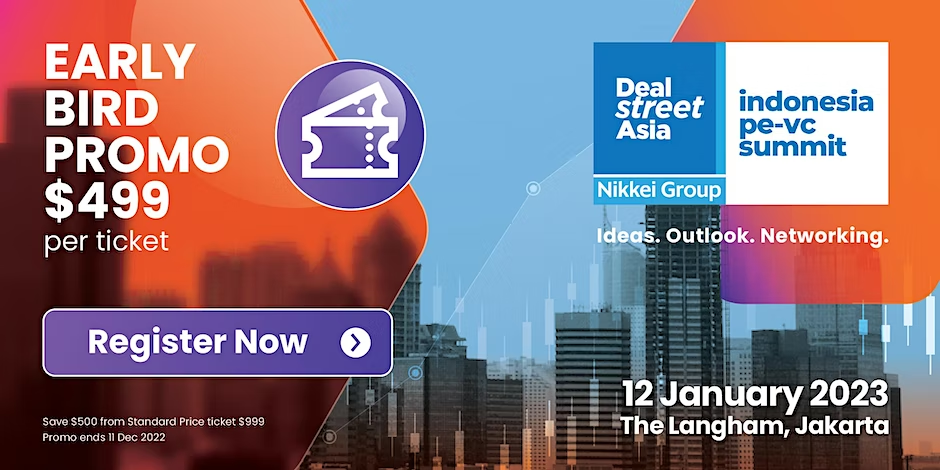 EARLY
BIRD
PROMO
$499
per ticket
Register Now
Save $500 from Standard Price ticket $999
Promo ends 11 Dec 2022
Deal
street
Asia
Nikkei Group
indonesia
pe-vc
summit
Ideas. Outlook. Networking.
12 January 2023
The Langham, Jakarta